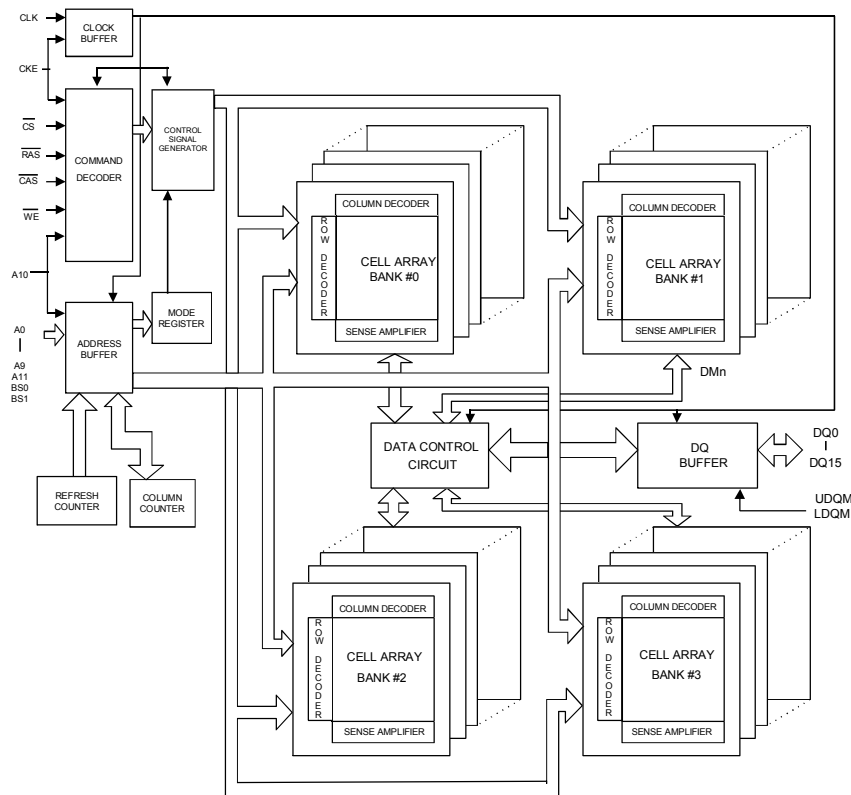 CLK
CLOCK
BUFFER
CKE
CS
RAS
CAS
WE
COMMAND
DECODER
CONTROL
SIGNAL
GENERATOR
A10
A0
A9
A11
BS0
BS1
ADDRESS
BUFFER
MODE
REGISTER
REFRESH
COUNTER
COLUMN
COUNTER
COLUMN DECODER
ROW DECODER
CELL ARRAY
BANK #0
SENSE AMPLIFIER
COLUMN DECODER
ROW DECODER
CELL ARRAY
BANK #1
SENSE AMPLIFIER
DMn
DATA CONTROL
CIRCUIT
DQ
BUFFER
DQ0
DQ15
UDQM
LDQM
COLUMN DECODER
ROW DECODER
CELL ARRAY
BANK #2
SENSE AMPLIFIER
COLUMN DECODER
ROW DECODER
CELL ARRAY
BANK #3
SENSE AMPLIFIER